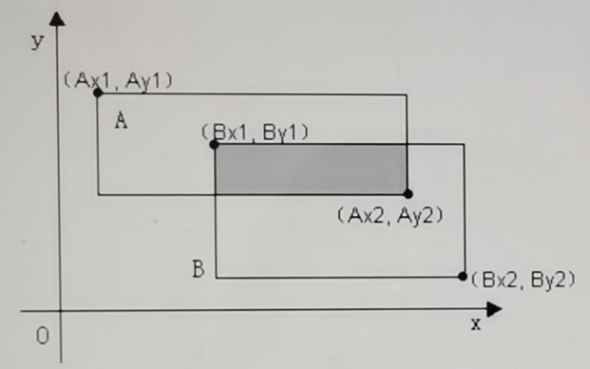 y
(Ax1, Ay1)
A
(Bx1, By1)
(Ax2, Ay2)
B
(Bx2, By2)
x
0